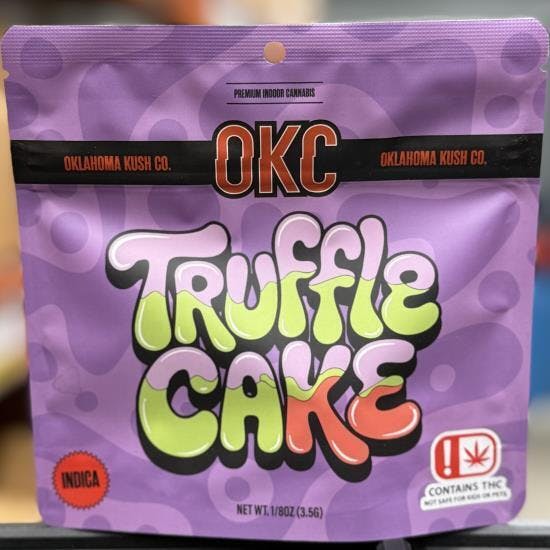 PREMIUM INDOOR CANNABIS
OKLAHOMA KUSH CO. OKC OKLAHOMA KUSH CO.
TRUFFLE
CAKE
INDICA
NET WT. 1/8OZ (3.5G)
CONTAINS THC
NOT SAFE FOR KIDS OR PETS